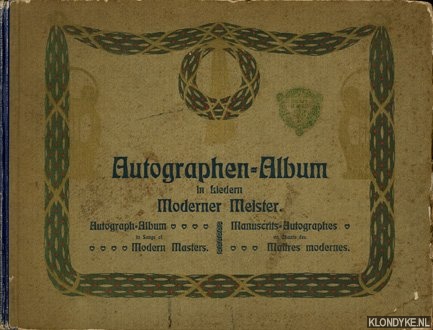 Autographen-Album
in Liedern
Moderner Meister.
Autograph-Album
in Songs of
Modern Masters.
Manuscrits-Autographes
en Chants des
Maîtres modernes.
KLONDYKE.NL